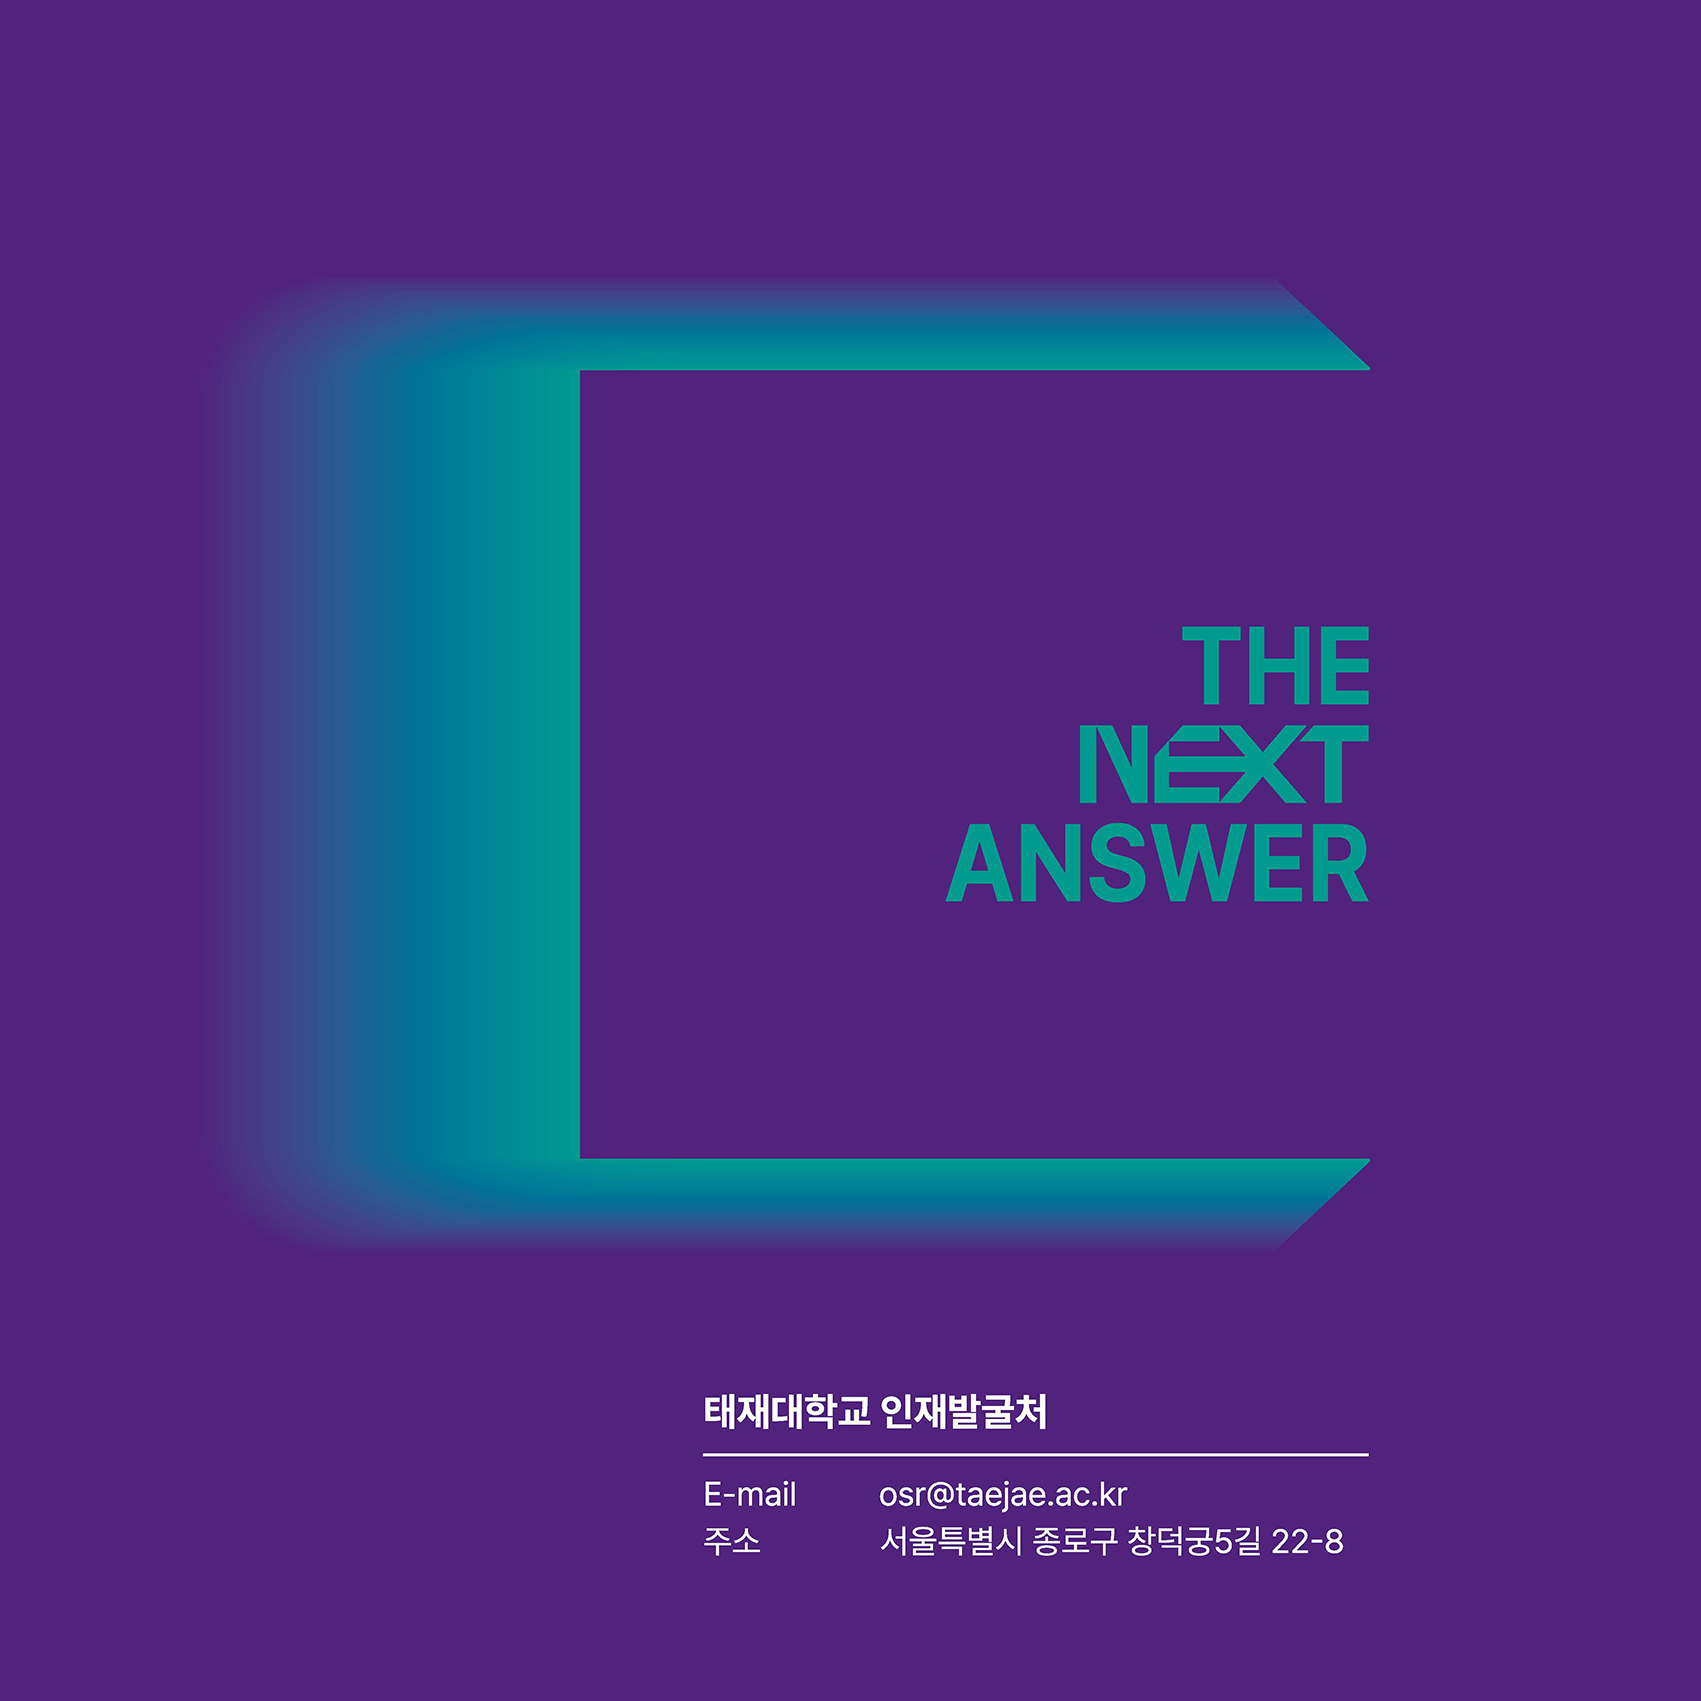 THE
NEXT
ANSWER
태재대학교 인재발굴처
E-mail osr@taejae.ac.kr
주소 서울특별시 종로구 창덕궁5길 22-8